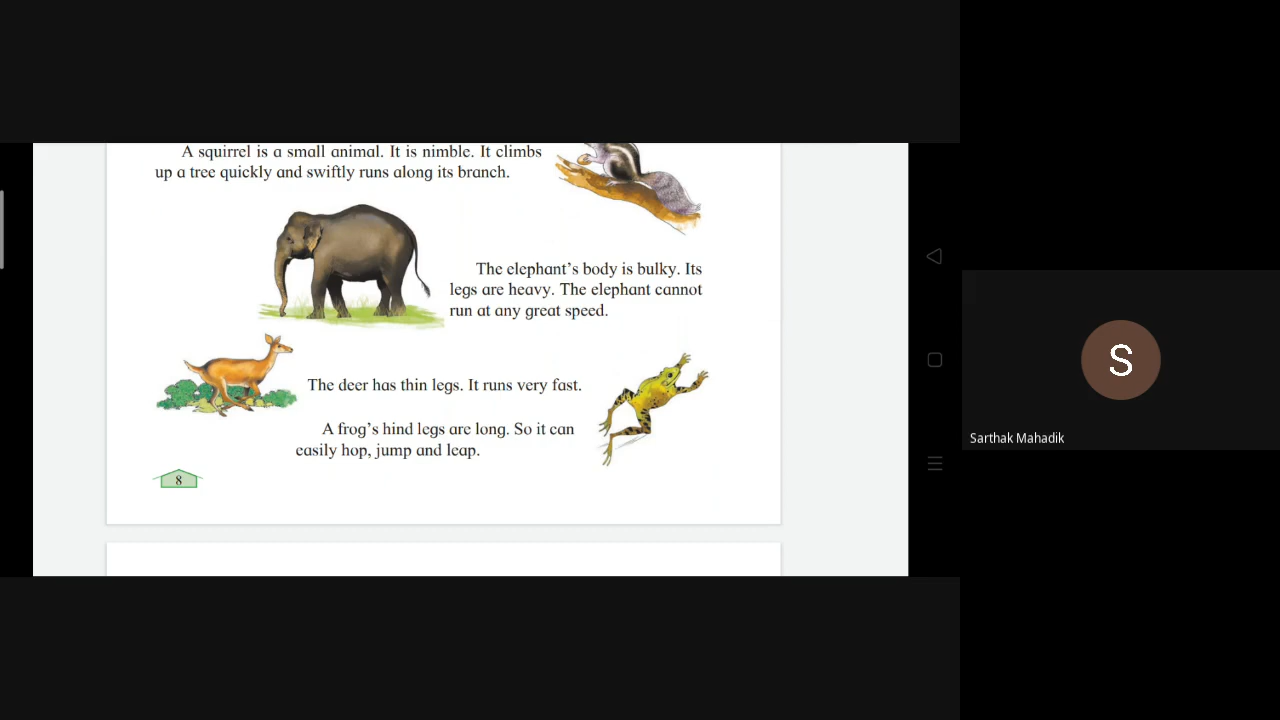 A squirrel is a small animal. It is nimble. It climbs
up a tree quickly and swiftly runs along its branch.
The elephant's body is bulky. Its
legs are heavy. The elephant cannot
run at any great speed.
The deer has thin legs. It runs very fast.
A frog's hind legs are long. So it can
easily hop, jump and leap.
8
S
Sarthak Mahadik